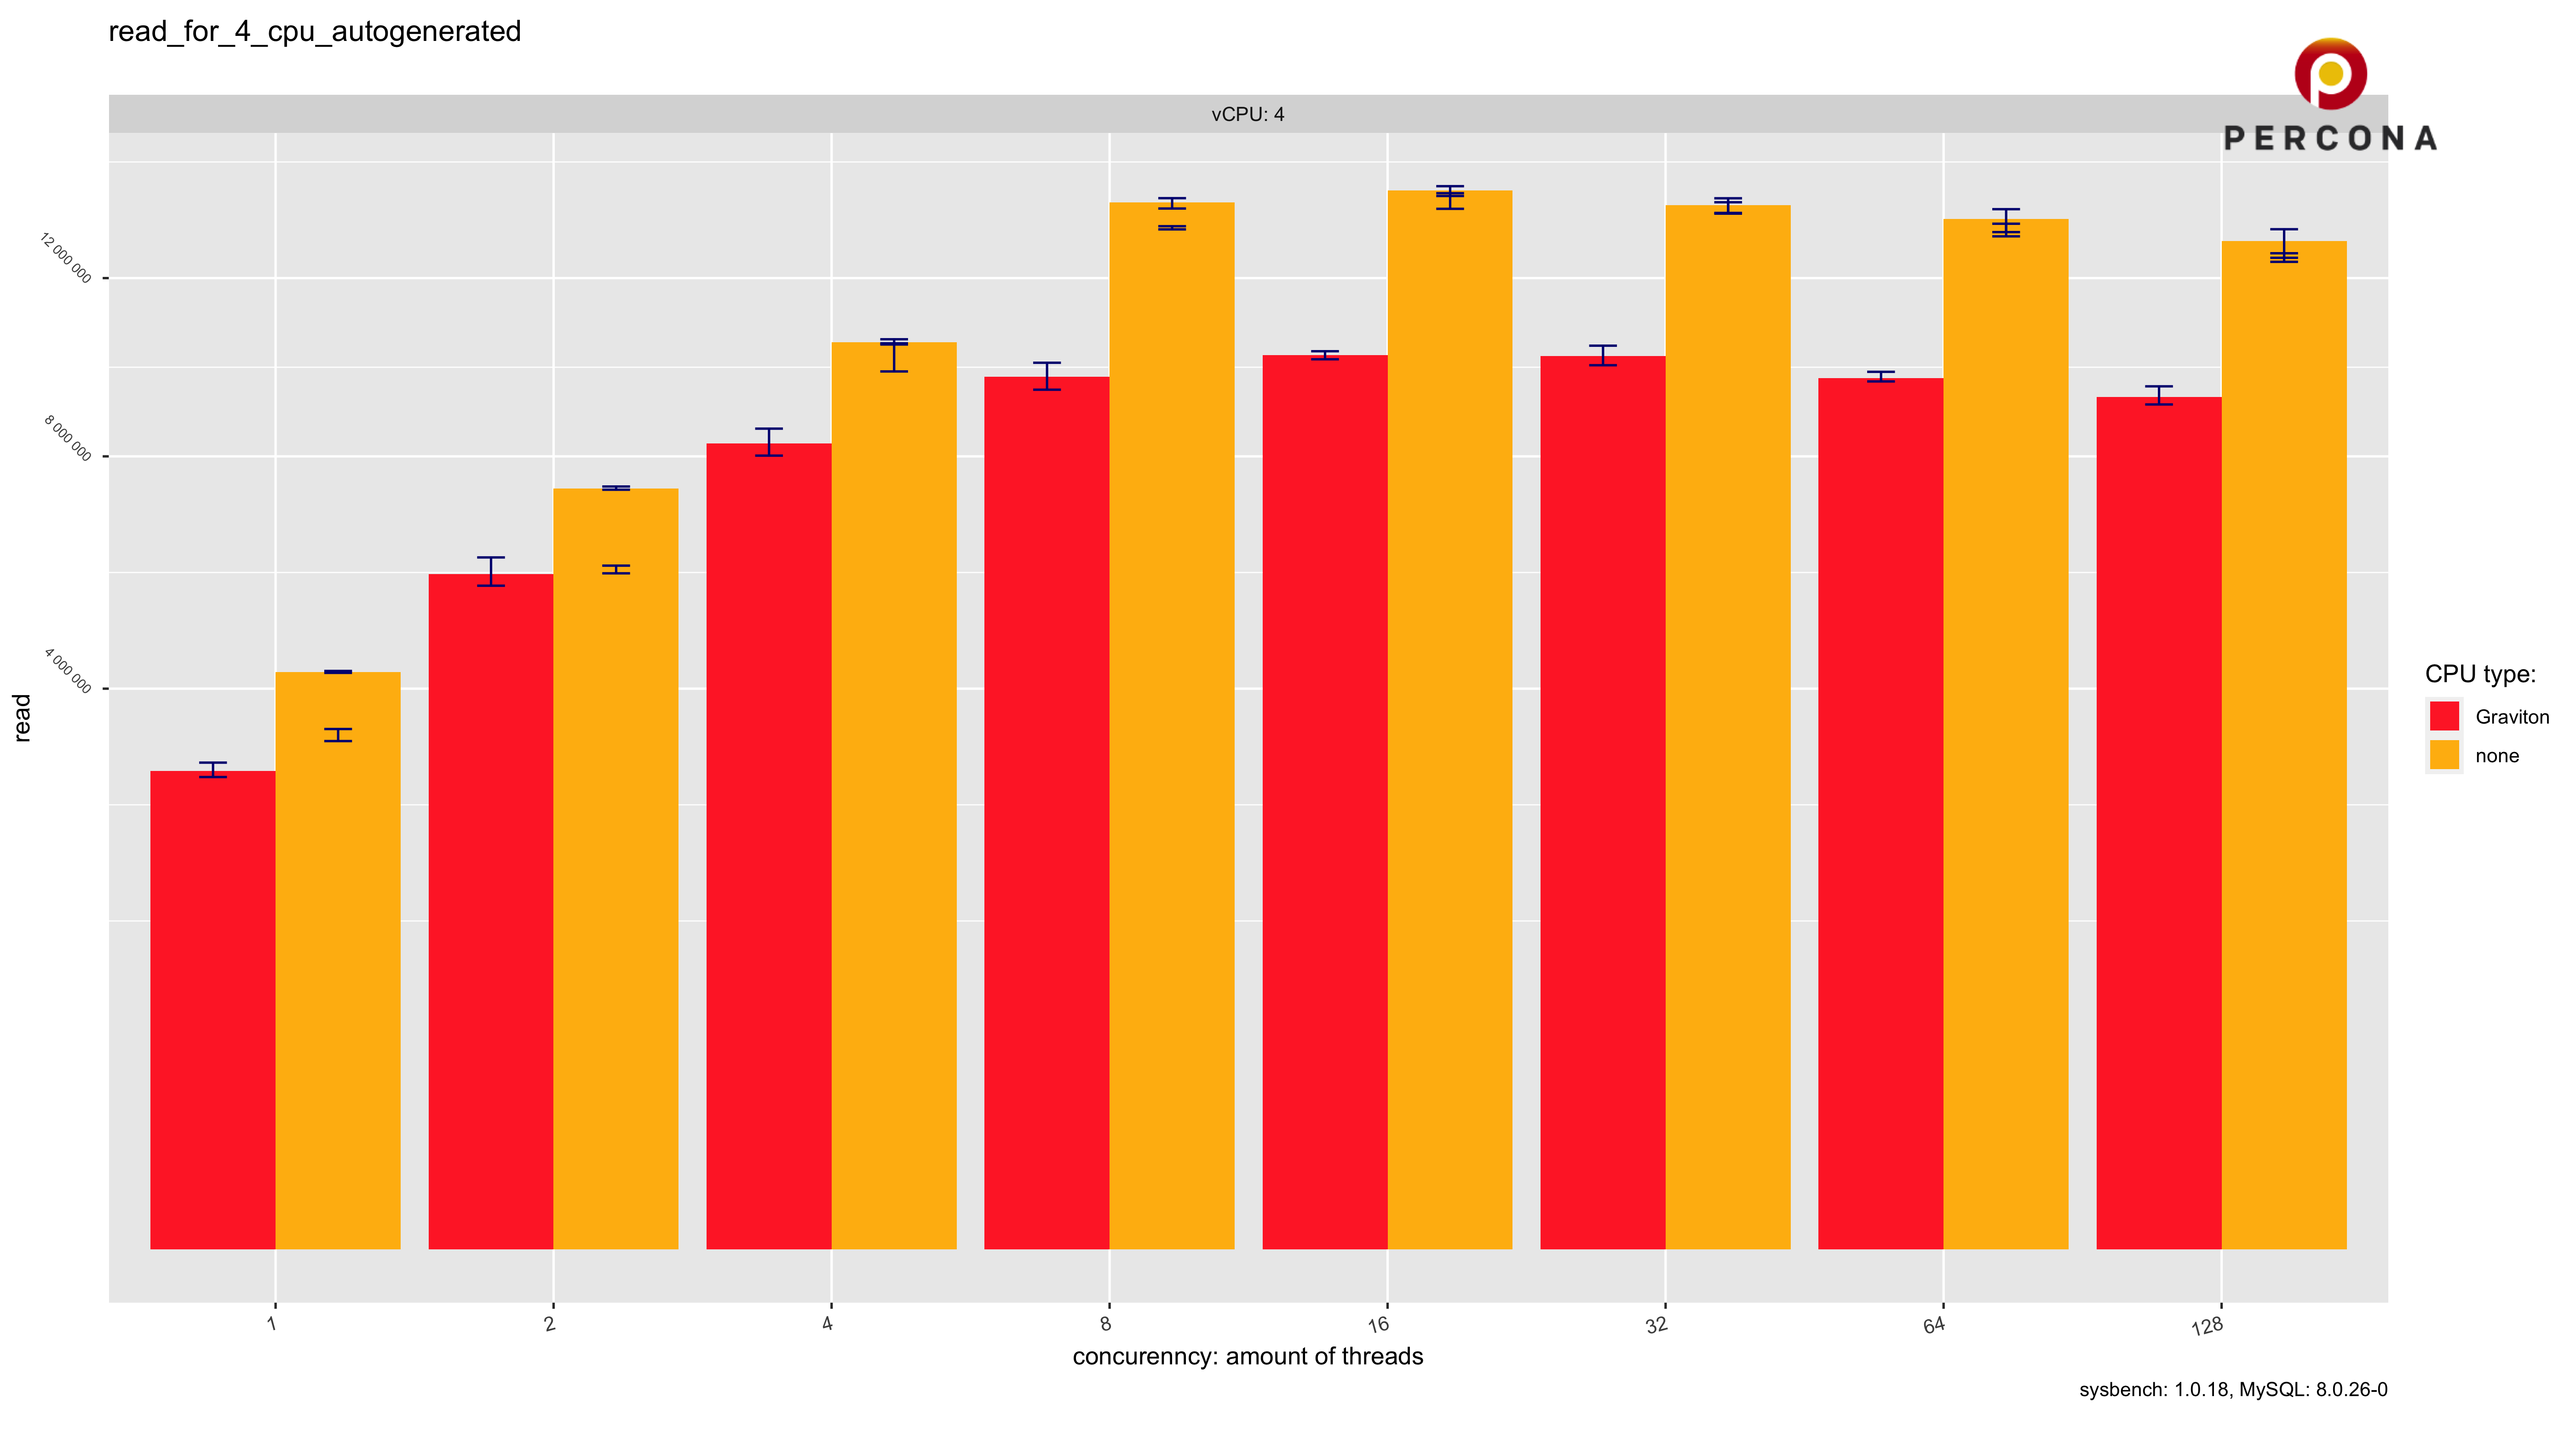 read_for_4_cpu_autogenerated
PERCONA
vCPU: 4
12 000 000
8 000 000
4 000 000
read
CPU type:
Graviton
none
1
2
4
8
16
32
64
128
concurenncy: amount of threads
sysbench: 1.0.18, MySQL: 8.0.26-0